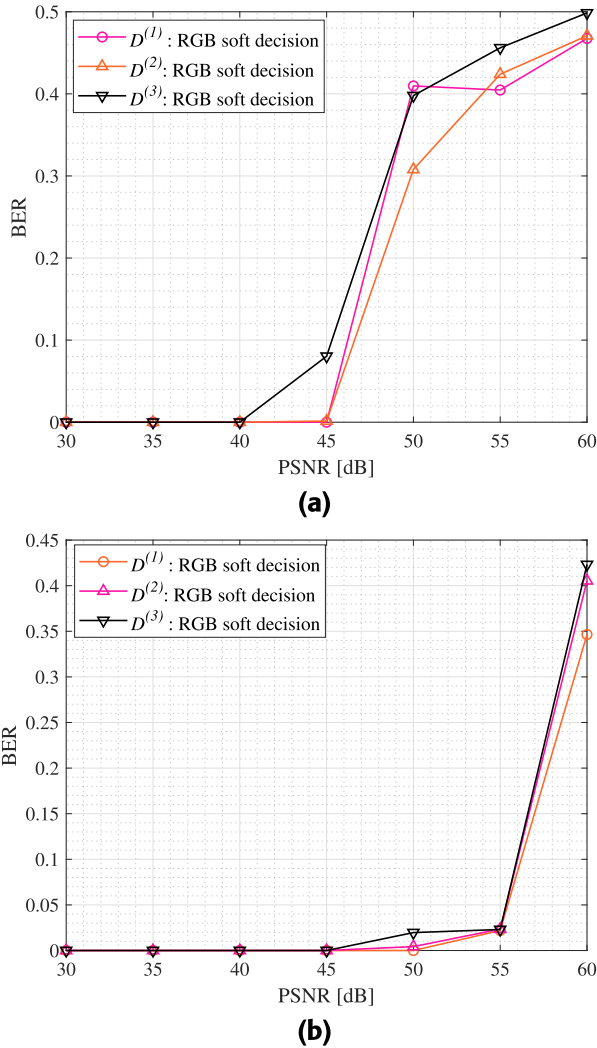 0.5
0.4
0.3
0.2
0.1
0
BER
D(1) : RGB soft decision
D(2): RGB soft decision
D(3): RGB soft decision
30 35 40 45 50 55 60
PSNR [dB]
(a)
0.45
0.4
0.35
0.3
0.25
0.2
0.15
0.1
0.05
0
BER
D(1) : RGB soft decision
D(2): RGB soft decision
D(3) : RGB soft decision
30 35 40 45 50 55 60
PSNR [dB]
(b)